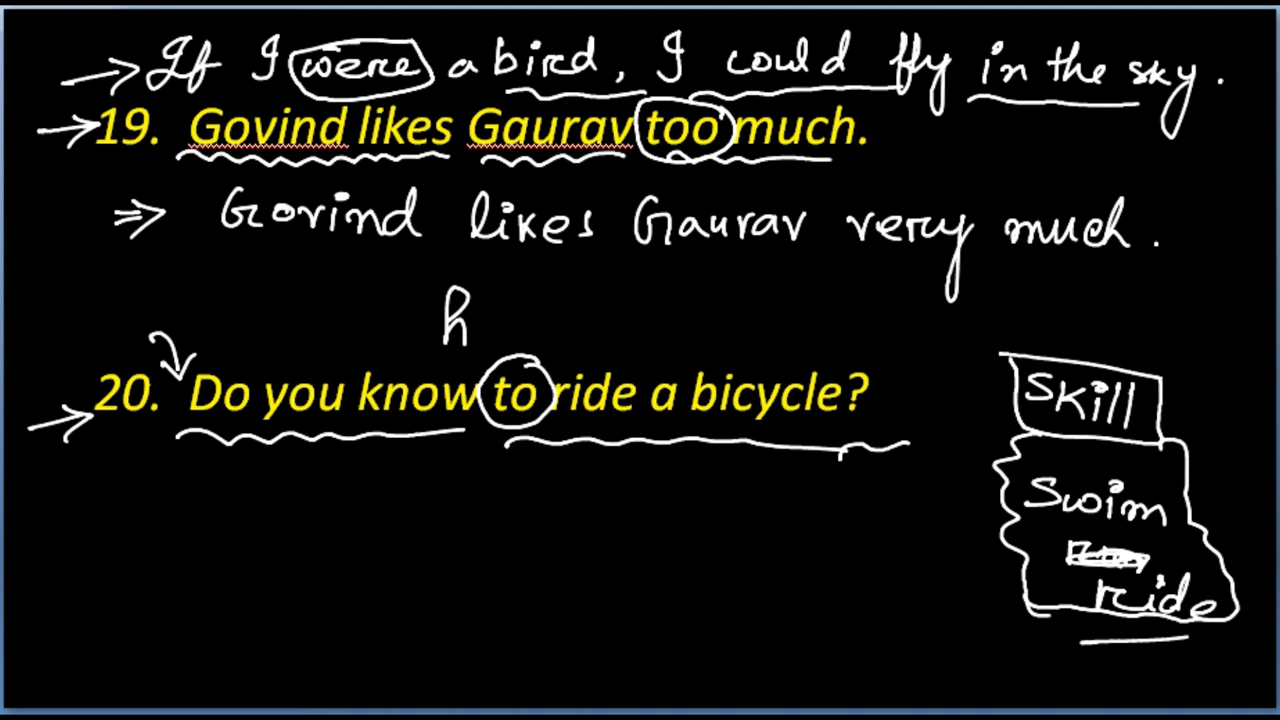 If I were a bird, I could fly in the sky.
19. Govind likes Gaurav too much.
⇒ Govind likes Gaurav very much.
h
20. Do you know to ride a bicycle?
Skill
Swim
ride